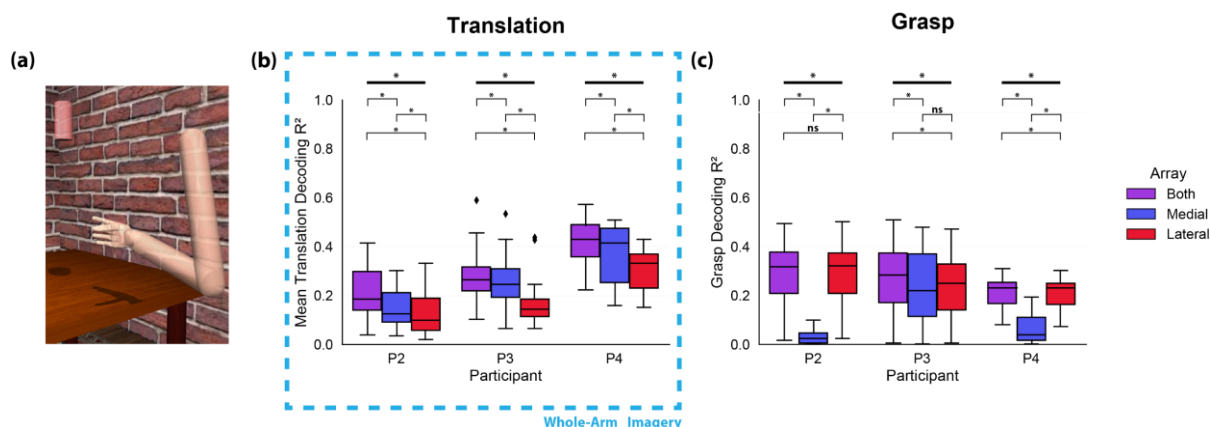 Translation
Grasp
(a)
(b)
* * *
* * *
* * *
* * *
Mean Translation Decoding R²
1.0
0.8
0.6
0.4
0.2
0.0
P2 P3 P4
Participant
Whole-Arm Imagery
(c)
* * *
* * *
* ns *
ns * *
Grasp Decoding R²
1.0
0.8
0.6
0.4
0.2
0.0
P2 P3 P4
Participant
Array
Both
Medial
Lateral